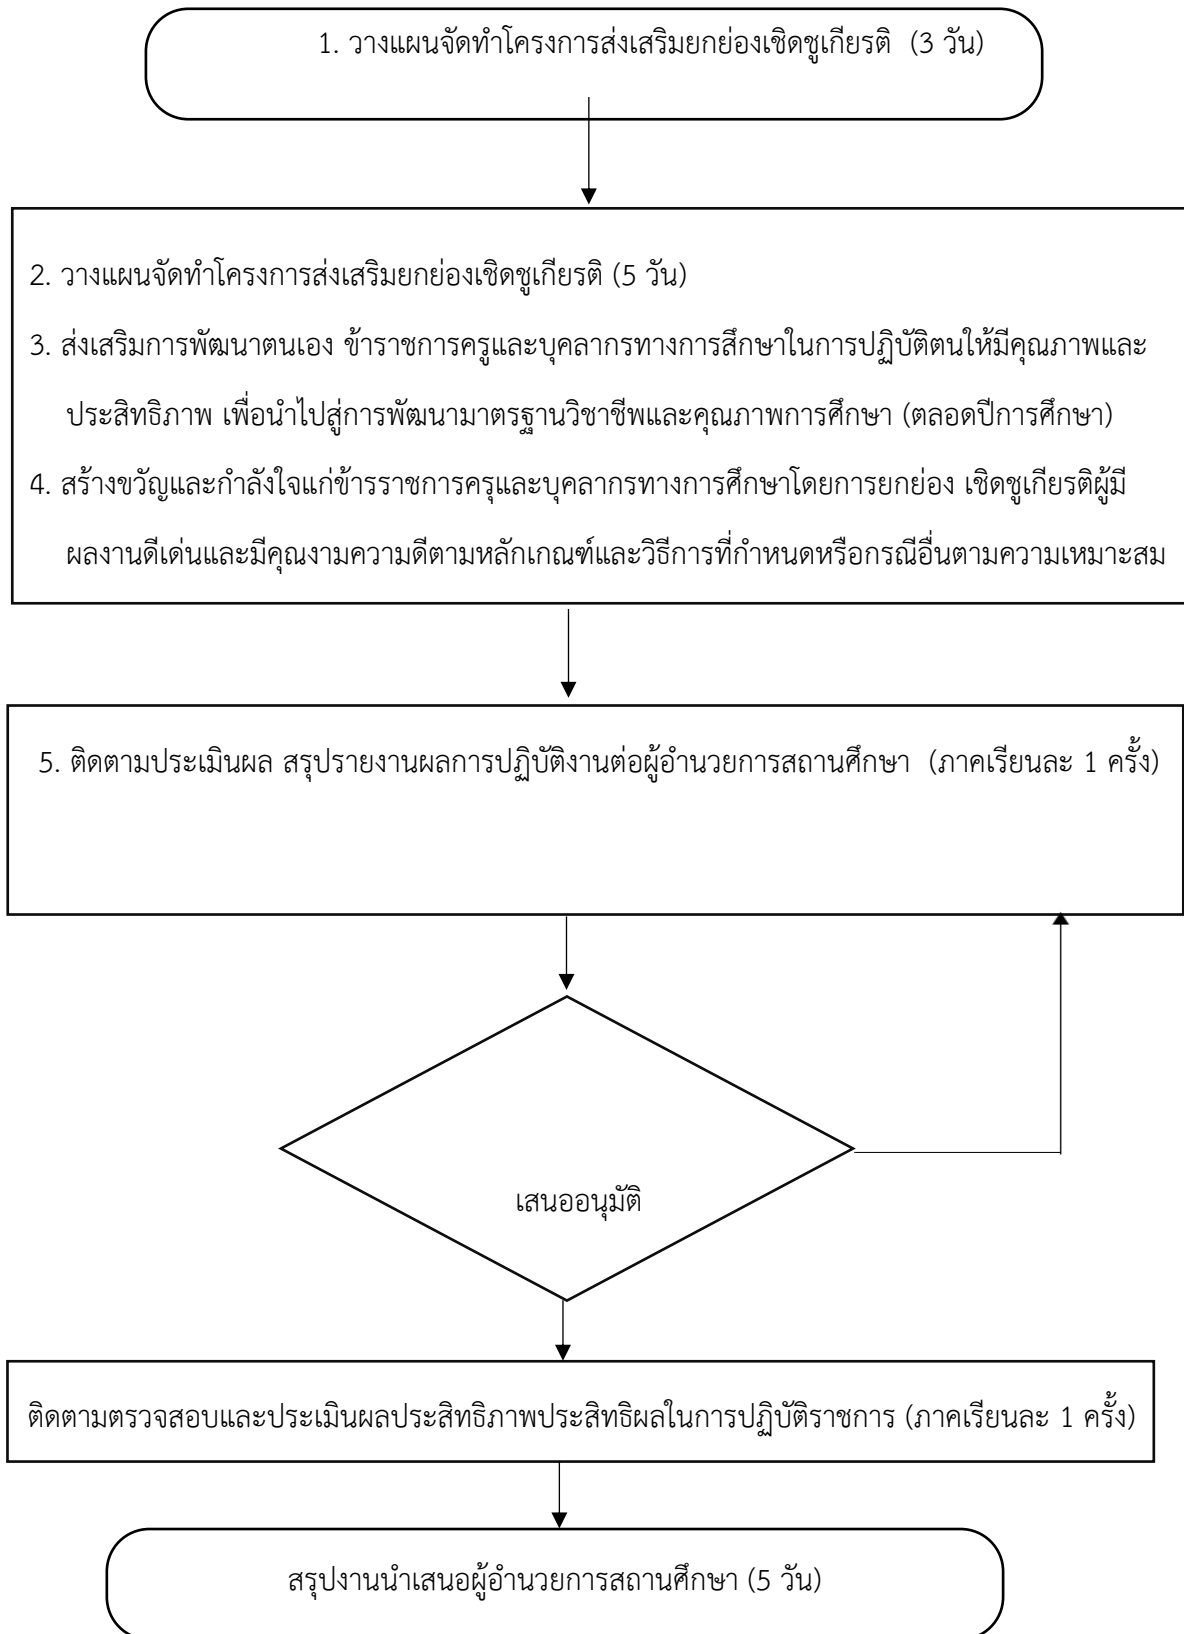 1. วางแผนจัดทำโครงการส่งเสริมยกย่องเชิดชูเกียรติ  (3 วัน)
2. วางแผนจัดทำโครงการส่งเสริมยกย่องเชิดชูเกียรติ (5 วัน)
3. ส่งเสริมการพัฒนาตนเอง ข้าราชการครูและบุคลากรทางการสึกษาในการปฏิบัติตนให้มีคุณภาพและ
ประสิทธิภาพ เพื่อนำไปสู่การพัฒนามาตรฐานวิชาชีพและคุณภาพการศึกษา (ตลอดปีการศึกษา)
4. สร้างขวัญและกำลังใจแก่ข้ารราชการครุและบุคลากรทางการศึกษาโดยการยกย่อง เชิดชูเกียรติผู้มี
ผลงานดีเด่นและมีคุณงามความดีตามหลักเกณฑ์และวิธีการที่กำหนดหรือกรณีอื่นตามความเหมาะสม
5. ติดตามประเมินผล สรุปรายงานผลการปฏิบัติงานต่อผู้อำนวยการสถานศึกษา  (ภาคเรียนละ 1 ครั้ง)
เสนออนุมัติ
ติดตามตรวจสอบและประเมินผลประสิทธิภาพประสิทธิผลในการปฏิบัติราชการ (ภาคเรียนละ 1 ครั้ง)
สรุปงานนำเสนอผู้อำนวยการสถานศึกษา (5 วัน)